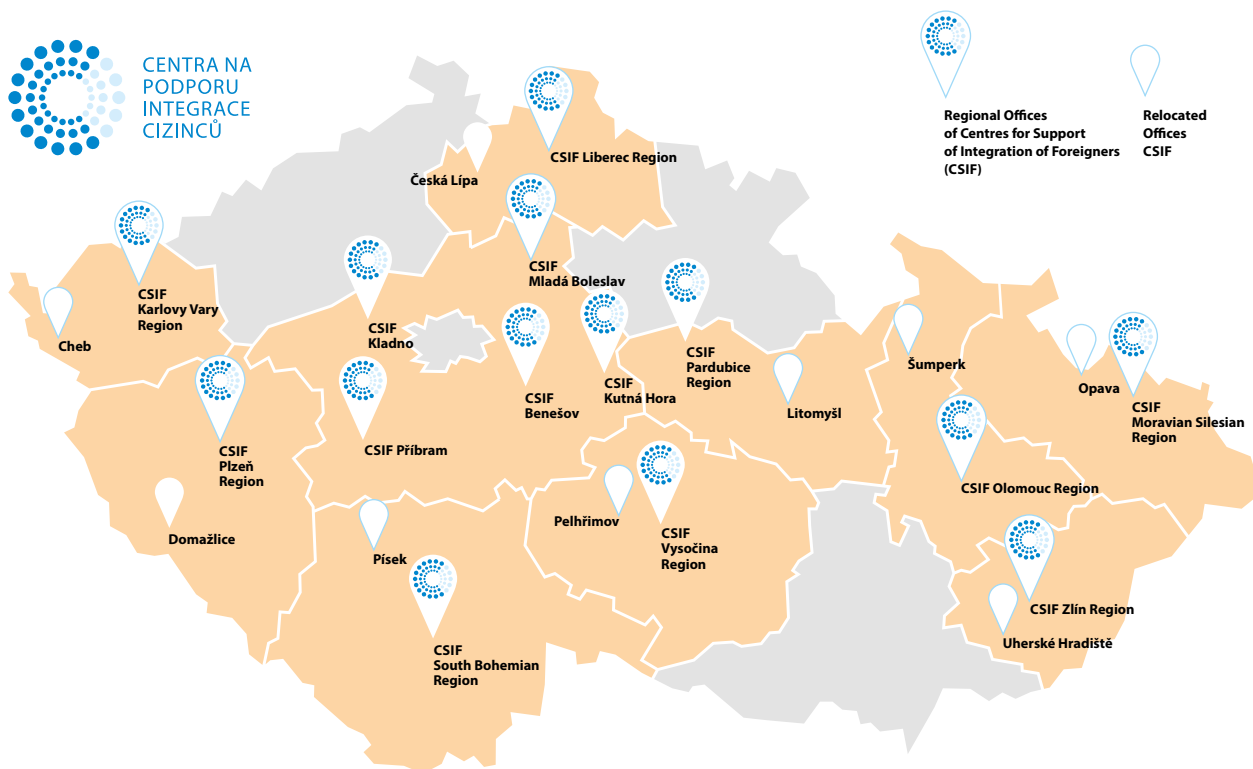 CENTRA NA
PODPORU
INTEGRACE
CIZINCŮ
Regional Offices
of Centres for Support
of Integration of Foreigners
(CSIF)
Relocated
Offices
CSIF
CSIF Liberec Region
Česká Lípa
CSIF
Mladá Boleslav
CSIF
Karlovy Vary
Region
Cheb
CSIF
Kladno
CSIF
Pardubice
Region
CSIF
Kutná Hora
CSIF
Benešov
Litomyšl
Šumperk
Opava
CSIF
Moravian Silesian
Region
CSIF
Plzeň
Region
CSIF Příbram
CSIF Olomouc Region
Domažlice
Písek
Pelhřimov
CSIF
Vysočina
Region
CSIF
South Bohemian
Region
CSIF Zlín Region
Uherské Hradiště